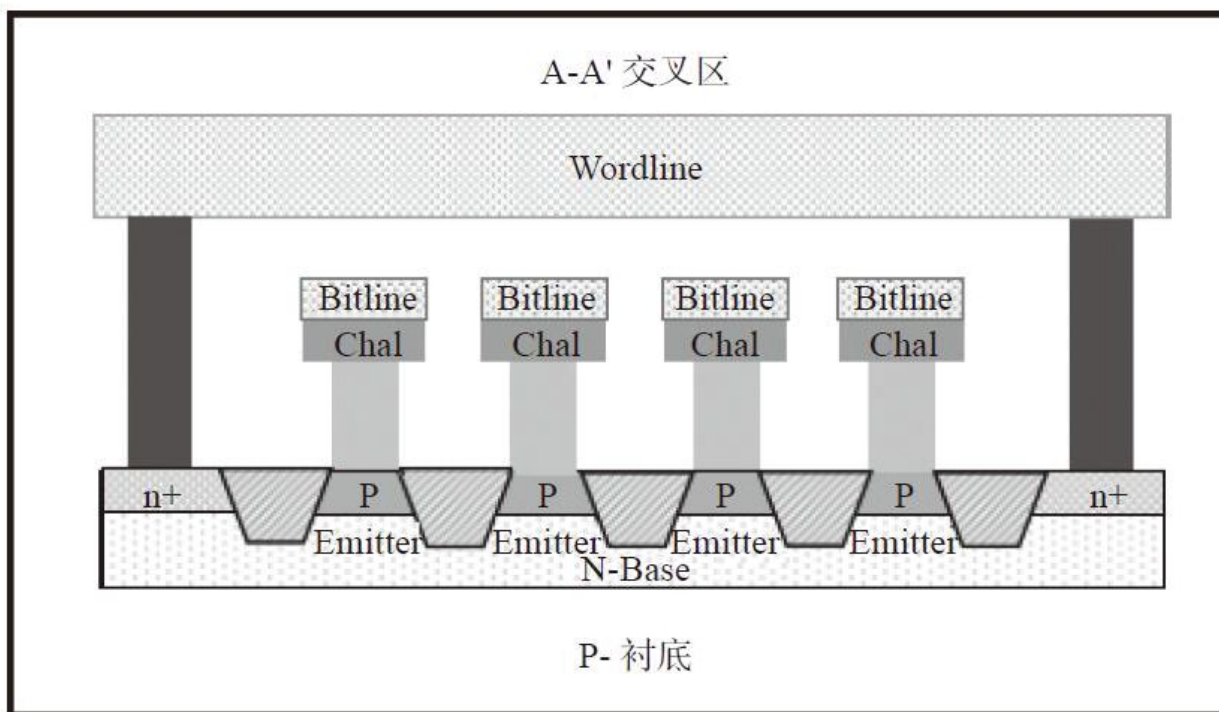 A-A' 交叉区
Wordline
Bitline Bitline Bitline Bitline
Chal Chal Chal Chal
n+ P P P P n+
Emitter Emitter Emitter Emitter
N-Base
P- 衬底